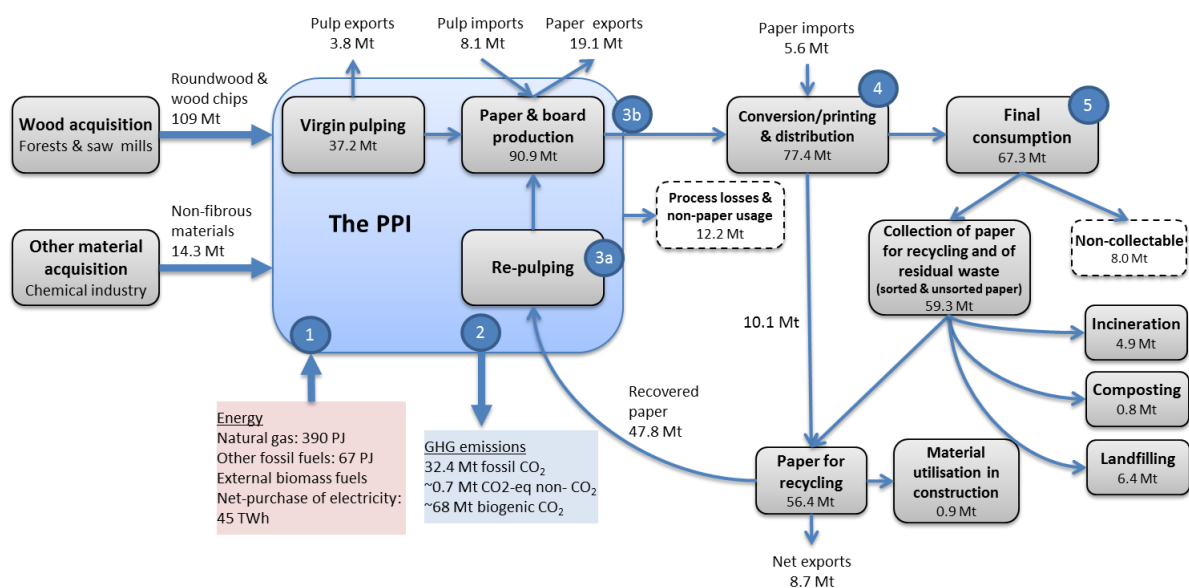 Pulp exports
3.8 Mt
Pulp imports
8.1 Mt
Paper exports
19.1 Mt
Paper imports
5.6 Mt
Roundwood &
wood chips
109 Mt
Wood acquisition
Forests & saw mills
Virgin pulping
37.2 Mt
Paper & board
production
90.9 Mt
3b
Conversion/printing
& distribution
77.4 Mt
4
Final
consumption
67.3 Mt
5
Non-fibrous
materials
14.3 Mt
Other material
acquisition
Chemical industry
The PPI
Re-pulping
3a
Process losses &
non-paper usage
12.2 Mt
Collection of paper
for recycling and of
residual waste
(sorted & unsorted paper)
59.3 Mt
Non-collectable
8.0 Mt
1
2
10.1 Mt
Incineration
4.9 Mt
Composting
0.8 Mt
Landfilling
6.4 Mt
Energy
Natural gas: 390 PJ
Other fossil fuels: 67 PJ
External biomass fuels
Net-purchase of electricity:
45 TWh
GHG emissions
32.4 Mt fossil CO₂
~0.7 Mt CO2-eq non- CO₂
~68 Mt biogenic CO₂
Recovered
paper
47.8 Mt
Paper for
recycling
56.4 Mt
Material
utilisation in
construction
0.9 Mt
Net exports
8.7 Mt